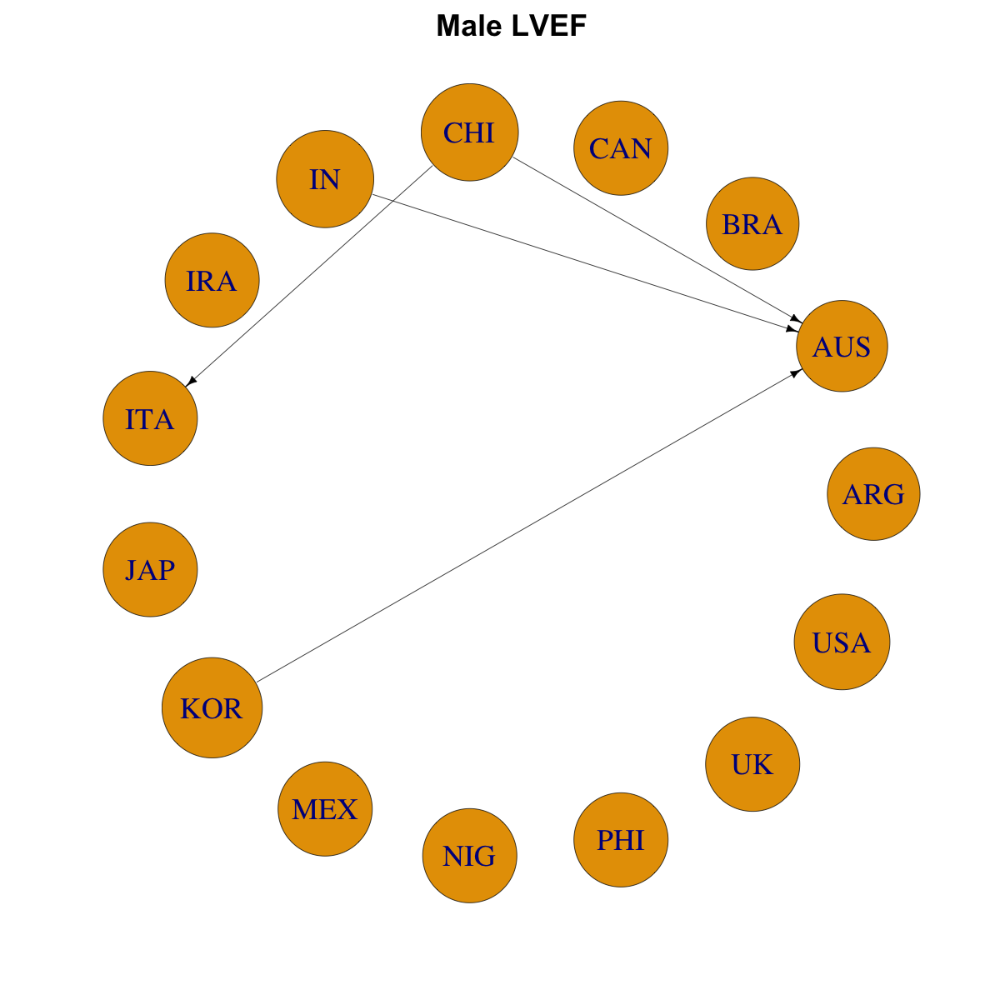 Male LVEF
CHI
CAN
IN
BRA
IRA
AUS
ITA
ARG
JAP
USA
KOR
UK
MEX
PHI
NIG